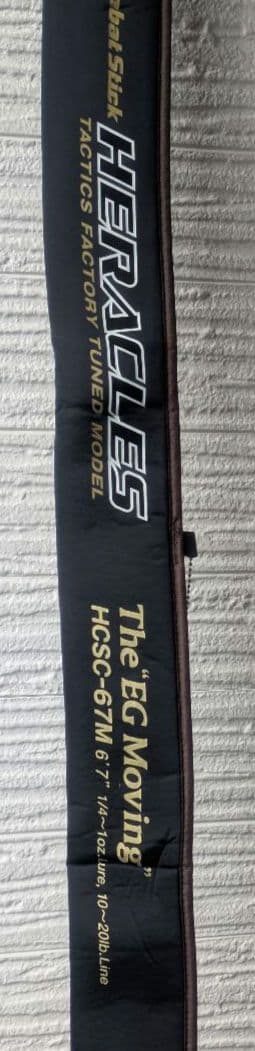 bat Stick
HERACLES
TACTICS FACTORY TUNED MODEL
The "EG Moving"
HCSC-67M 6'7" 1/4~1oz.lure, 10~20lb.Line